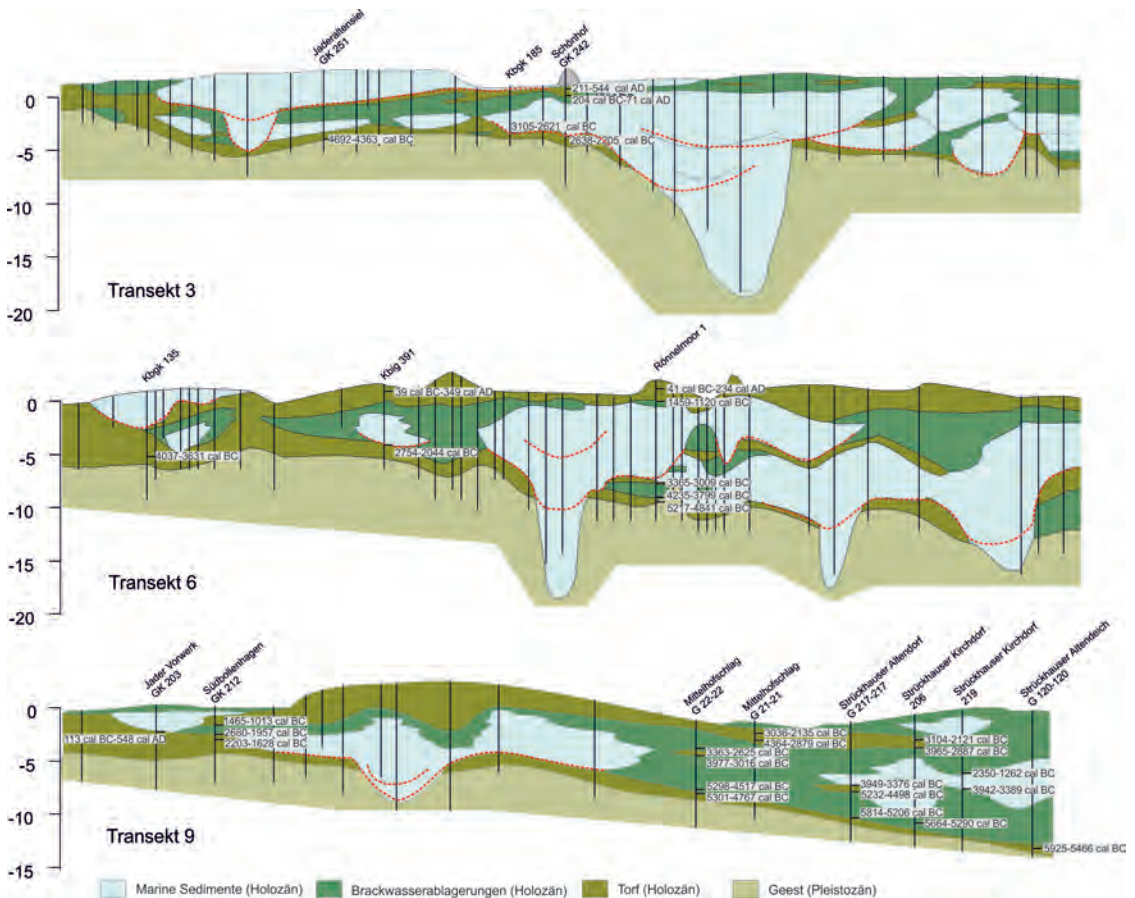 Jaderaltensiel
GK 251
Kbgk 185
Schönhof
GK 242
0
-5
-10
-15
-20
211-544 cal AD
204 cal BC-71 cal AD
3105-2621 cal BC
2638-2205 cal BC
4692-4363, cal BC
Transekt 3
Kbgk 135
Kbig 391
Rönnelmoor 1
0
-5
-10
-15
-20
39 cal BC-349 cal AD
41 cal BC-234 cal AD
1459-1120 cal BC
4037-3631 cal BC
2754-2044 cal BC
3365-3009 cal BC
4235-3799 cal BC
5217-4841 cal BC
Transekt 6
Jader Vorwerk
GK 203
Südbollenhagen
GK 212
Mittelhofschlag
G 22-22
Mittelhofschlag
G 21-21
Strückhauser Altendorf
G 217-217
Strückhauser Kirchdorf
206
Strückhauser Kirchdorf
219
Strückhauser Altendeich
G 120-120
0
-5
-10
-15
113 cal BC-548 cal AD
1465-1013 cal BC
2680-1957 cal BC
2203-1628 cal BC
3363-2625 cal BC
3977-3016 cal BC
5298-4517 cal BC
5301-4767 cal BC
3036-2135 cal BC
4364-2879 cal BC
3949-3376 cal BC
5232-4498 cal BC
5814-5206 cal BC
3104-2121 cal BC
3965-2887 cal BC
5664-5290 cal BC
2350-1262 cal BC
3942-3389 cal BC
5925-5466 cal BC
Transekt 9
Marine Sedimente (Holozän)
Brackwasserablagerungen (Holozän)
Torf (Holozän)
Geest (Pleistozän)